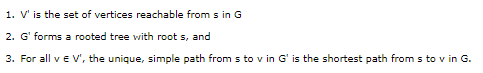 1. V' is the set of vertices reachable from s in G
2. G' forms a rooted tree with root s, and
3. For all v ε V', the unique, simple path from s to v in G' is the shortest path from s to v in G.